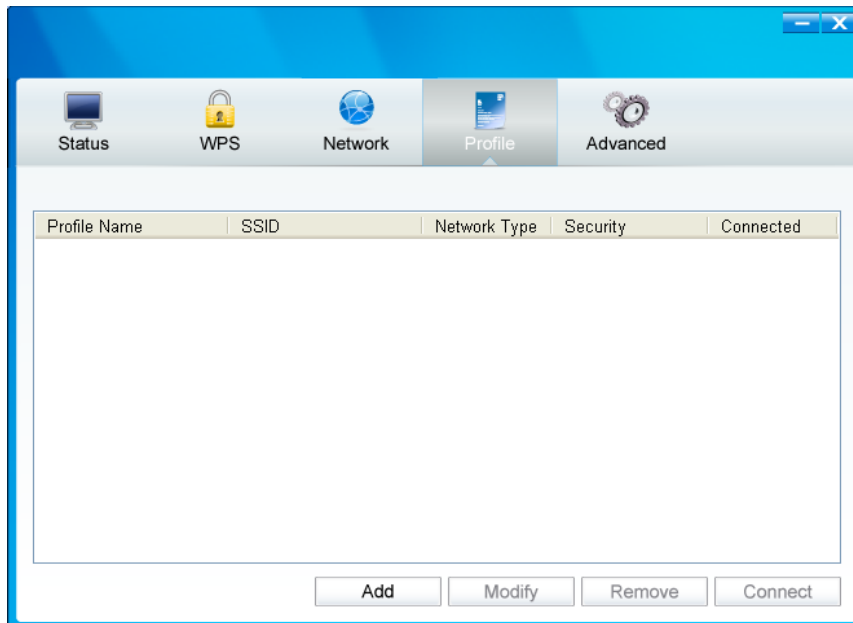 Status WPS Network Profile Advanced
Profile Name SSID Network Type Security Connected
Add Modify Remove Connect